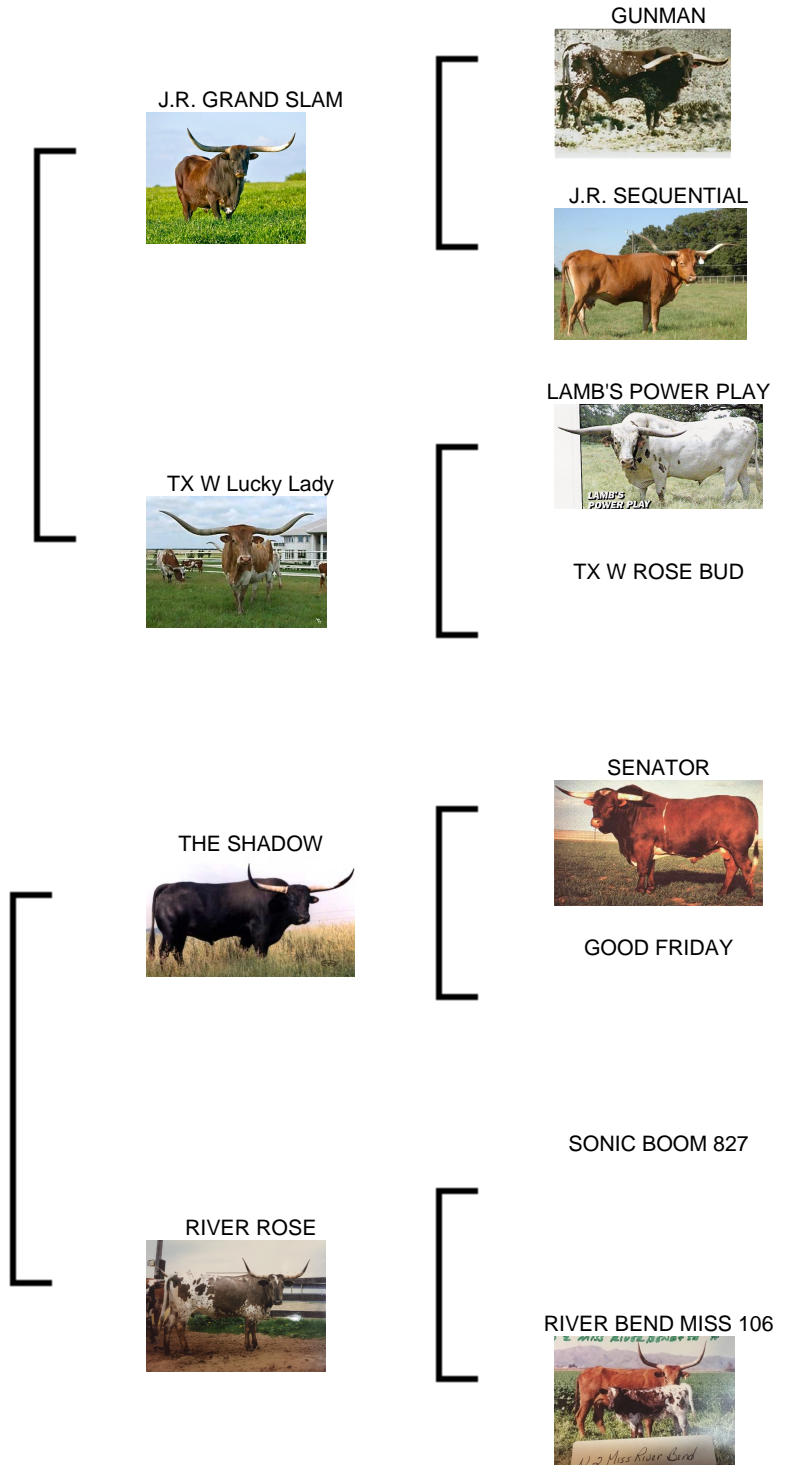 GUNMAN
J.R. GRAND SLAM
J.R. SEQUENTIAL
LAMB'S POWER PLAY
LAMB'S
POWER PLAY
TX W Lucky Lady
TX W ROSE BUD
SENATOR
THE SHADOW
GOOD FRIDAY
SONIC BOOM 827
RIVER ROSE
RIVER BEND MISS 106
N 2 Miss River Bend